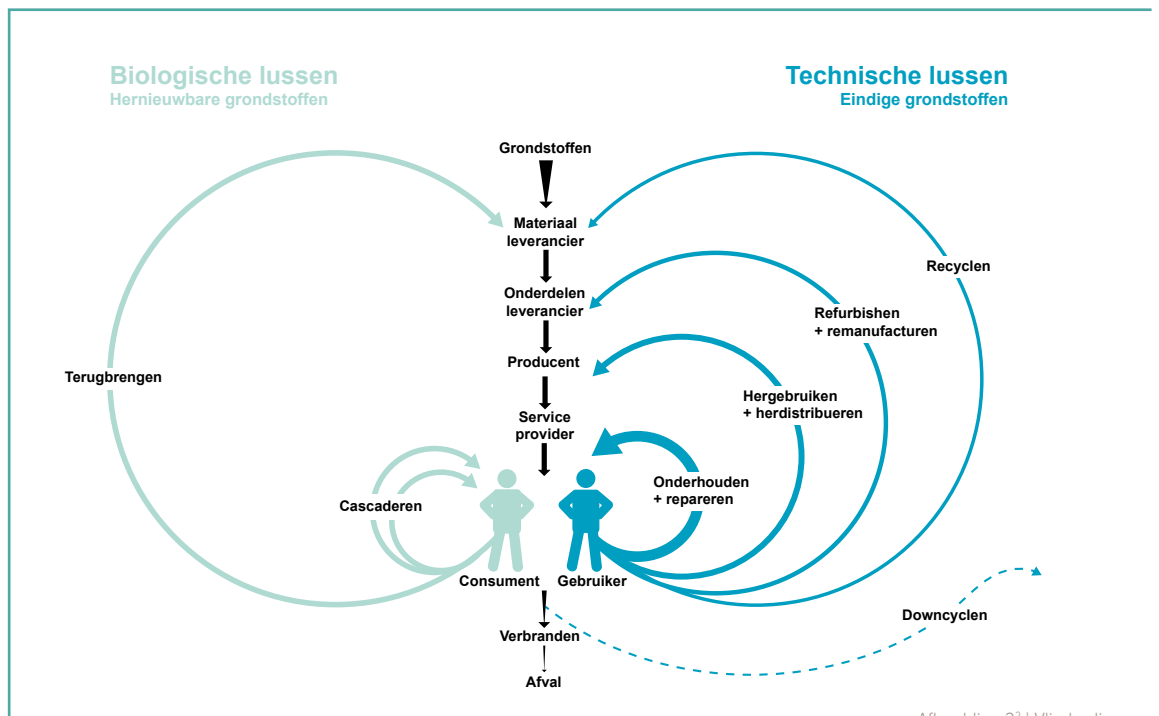 Biologische lussen
Hernieuwbare grondstoffen
Technische lussen
Eindige grondstoffen
Grondstoffen
Materiaal
leverancier
Recyclen
Onderdelen
leverancier
Refurbishen
+ remanufacturen
Producent
Terugbrengen
Hergebruiken
+ herdistribueren
Service
provider
Onderhouden
+ repareren
Cascaderen
Consument
Gebruiker
Downcyclen
Verbranden
Afval